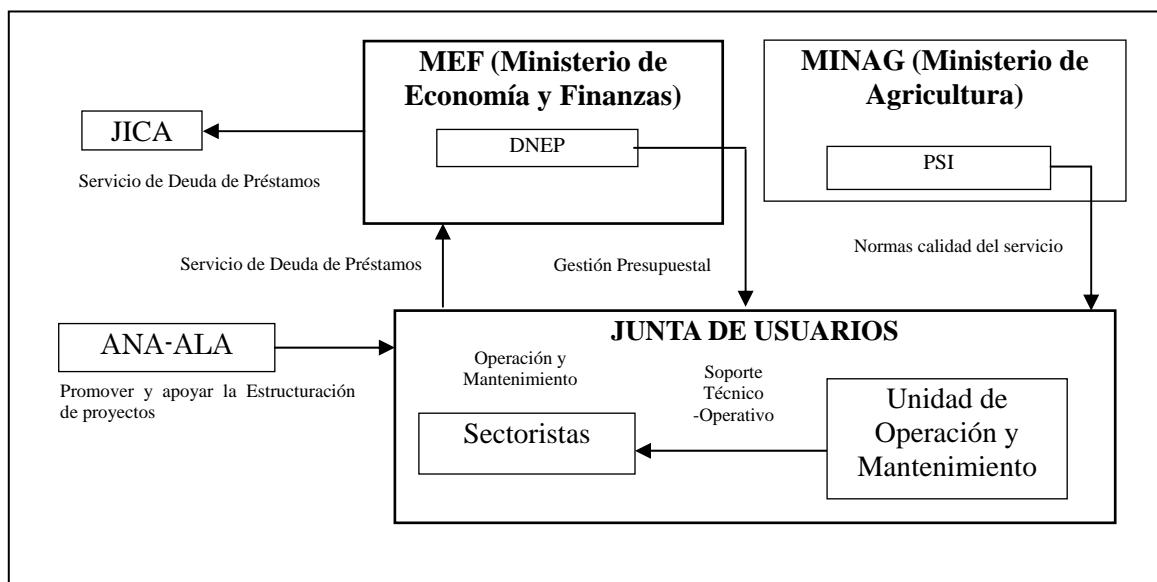 MEF (Ministerio de
Economía y Finanzas)
DNEP
MINAG (Ministerio de
Agricultura)
PSI
JICA
Servicio de Deuda de Préstamos
Servicio de Deuda de Préstamos
Gestión Presupuestal
Normas calidad del servicio
ANA-ALA
Promover y apoyar la Estructuración
de proyectos
JUNTA DE USUARIOS
Operación y
Mantenimiento
Sectoristas
Soporte
Técnico
-Operativo
Unidad de
Operación y
Mantenimiento